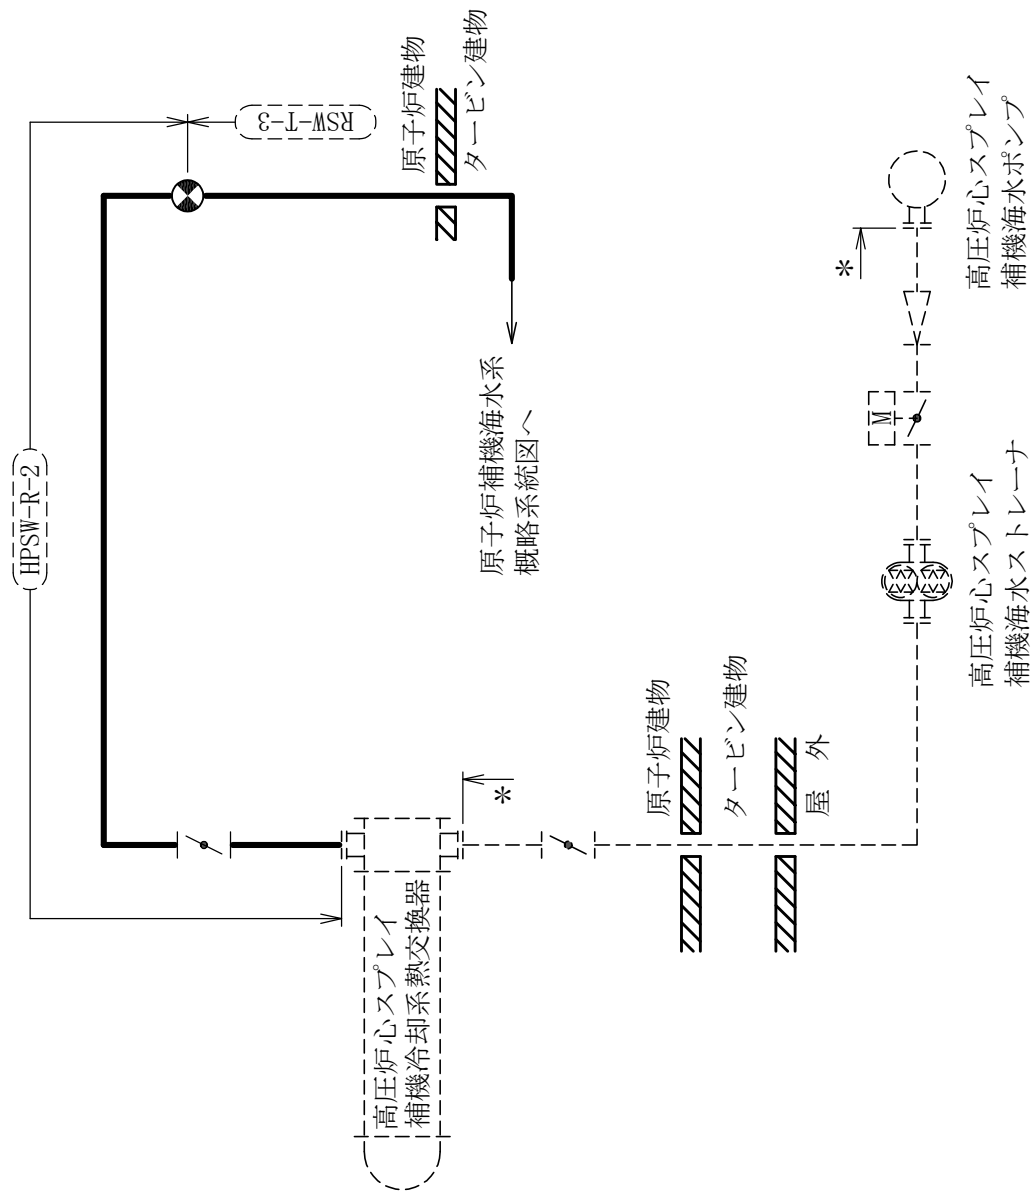 HPSW-R-2
RSW-T-3
原子炉建物
タービン建物
原子炉補機海水系
概略系統図へ
高圧炉心スプレイ
補機冷却系熱交換器
*
原子炉建物
タービン建物
屋 外
高圧炉心スプレイ
補機海水ストレーナ
M
*
高圧炉心スプレイ
補機海水ポンプ